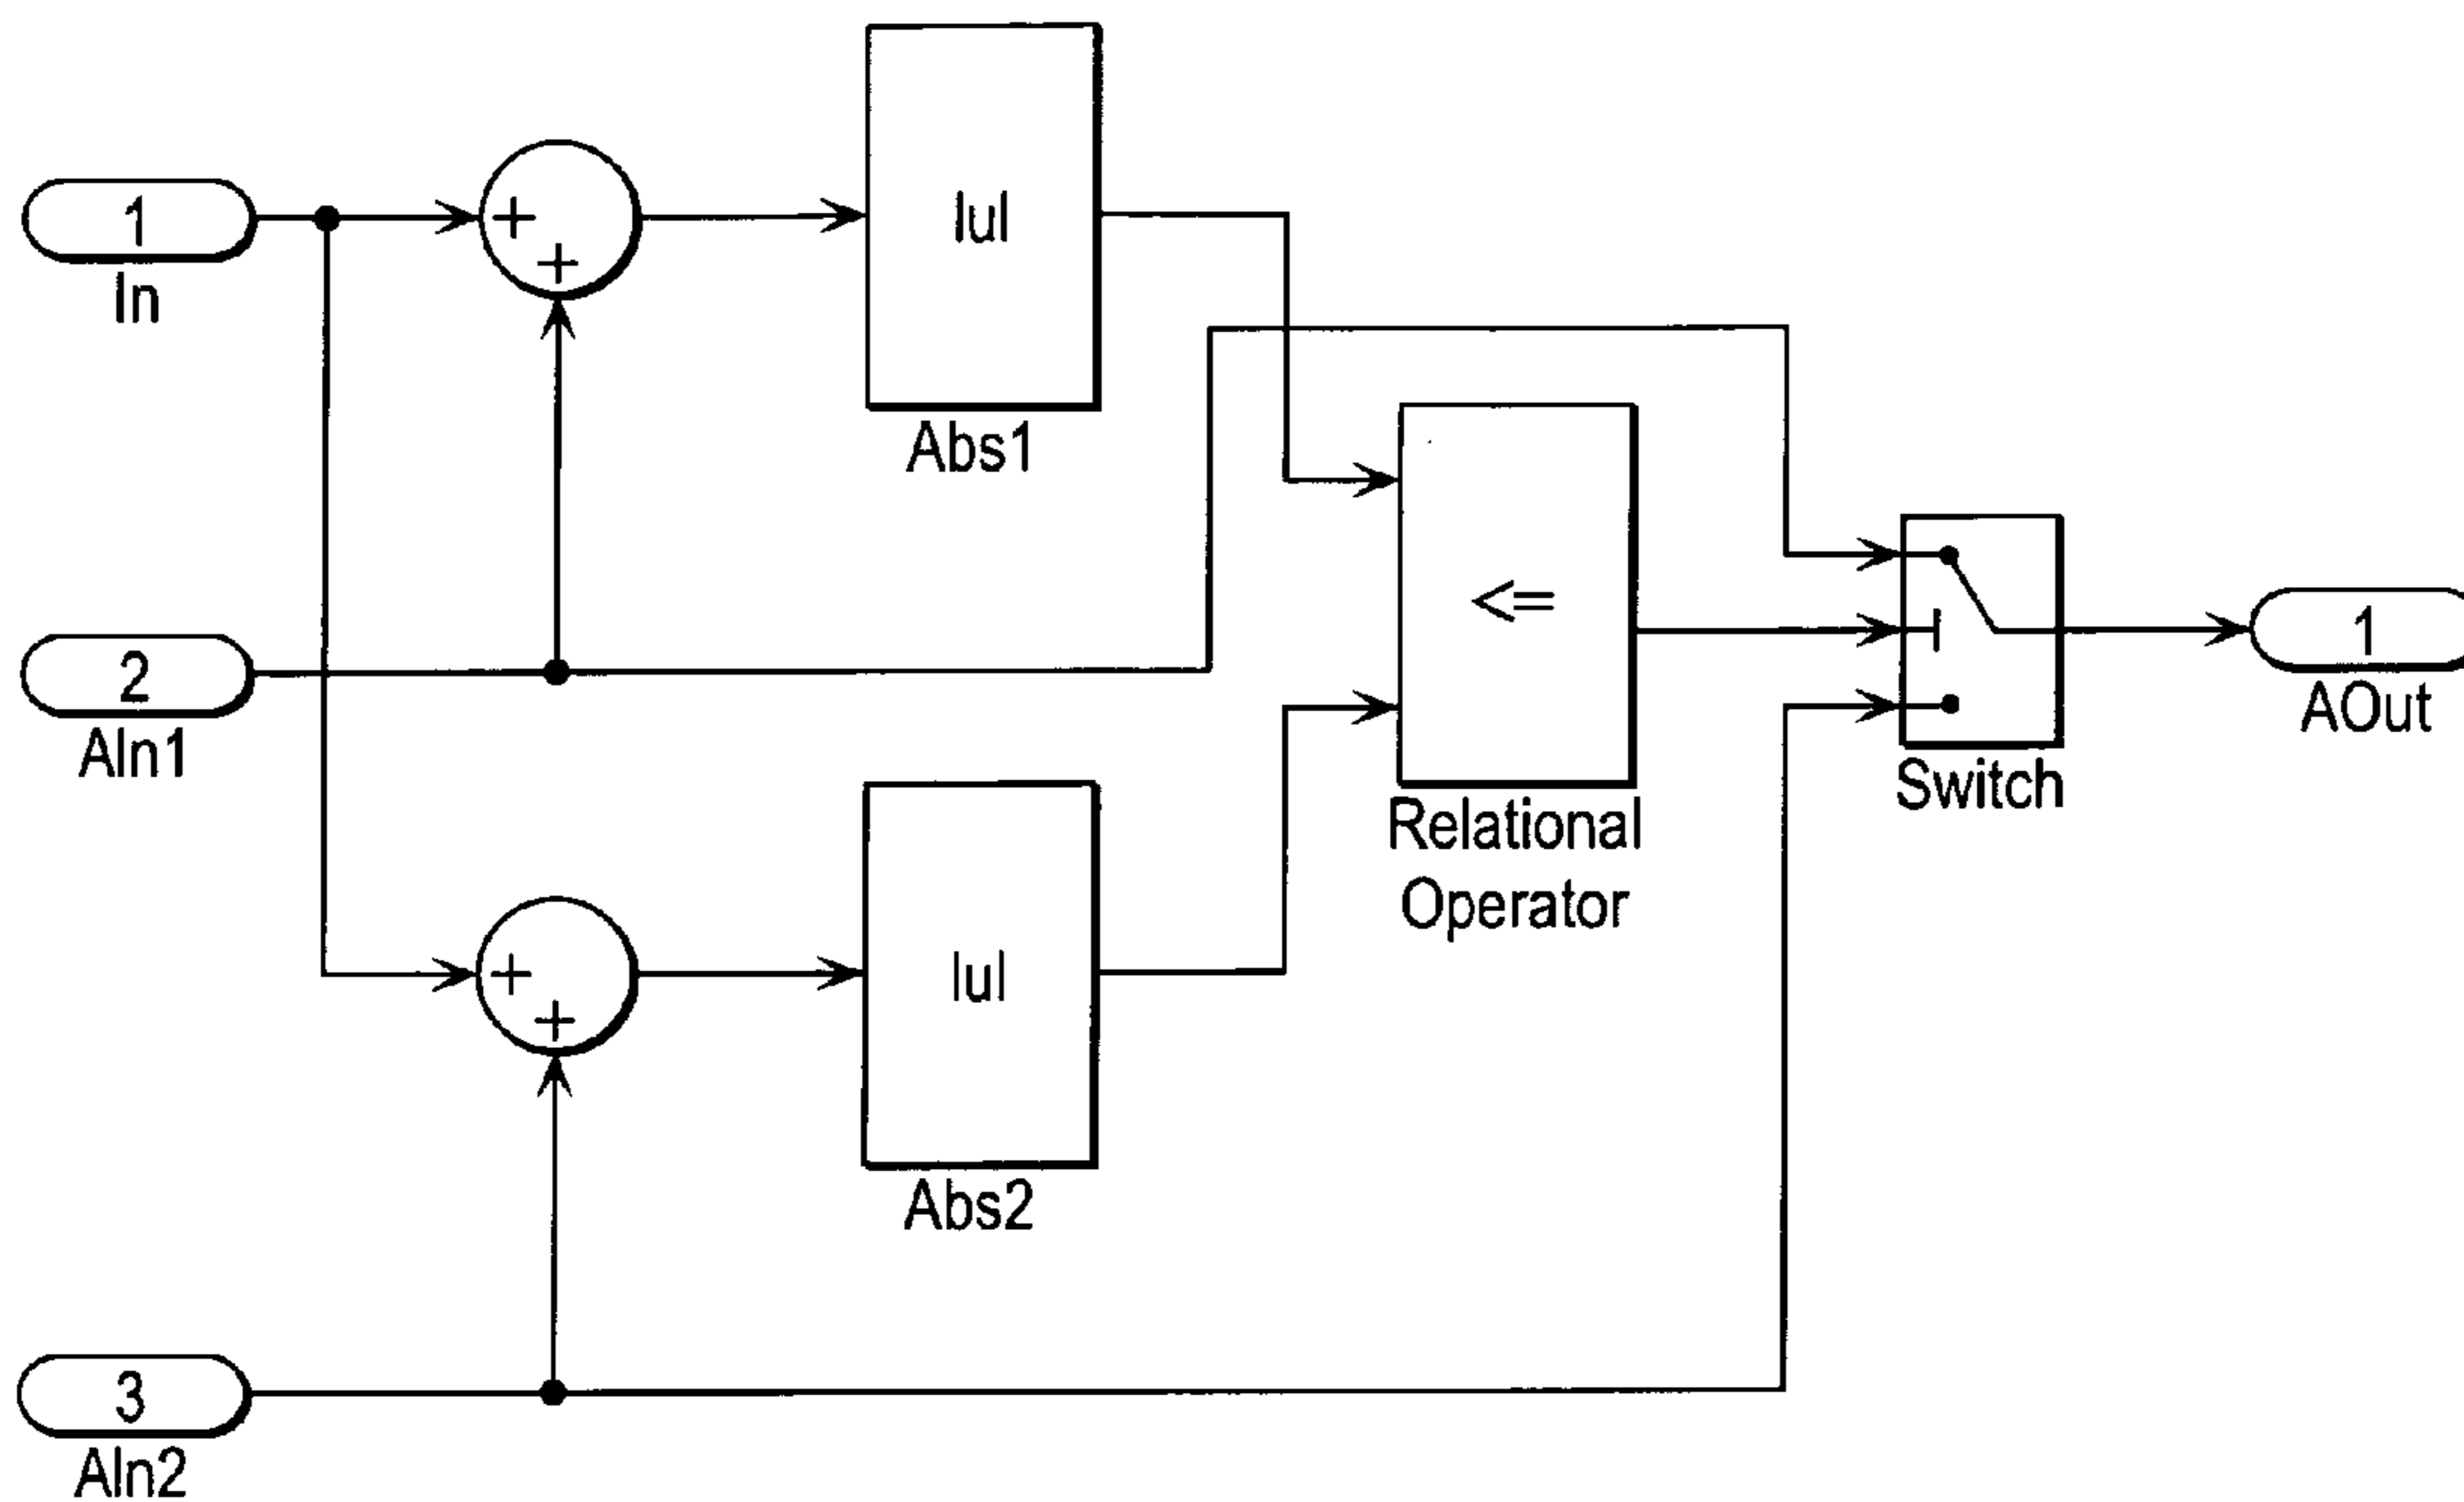 1
In
+
+
|u|
Abs1
2
AIn1
<=
Relational
Operator
Switch
1
AOut
+
+
|u|
Abs2
3
AIn2